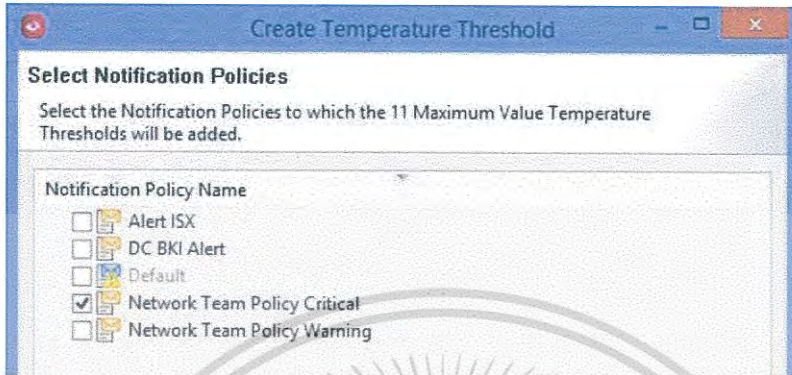 Create Temperature Threshold
Select Notification Policies
Select the Notification Policies to which the 11 Maximum Value Temperature
Thresholds will be added.
Notification Policy Name
Alert ISX
DC BKI Alert
Default
Network Team Policy Critical
Network Team Policy Warning